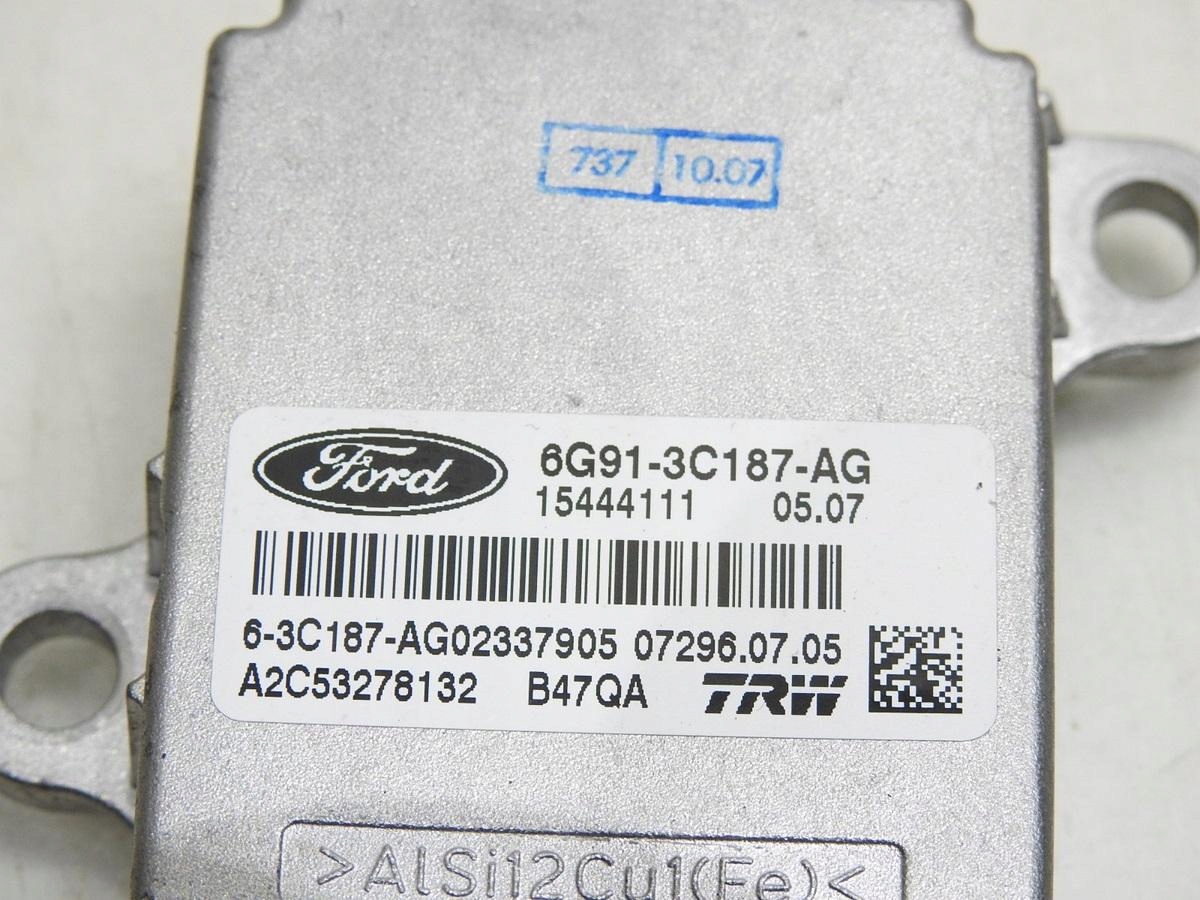 737 10.07
Ford 6G91-3C187-AG
15444111 05.07
6-3C187-AG02337905 07296.07.05
A2C53278132 B47QA TRW
>AlSi12Cu1(Fe)<